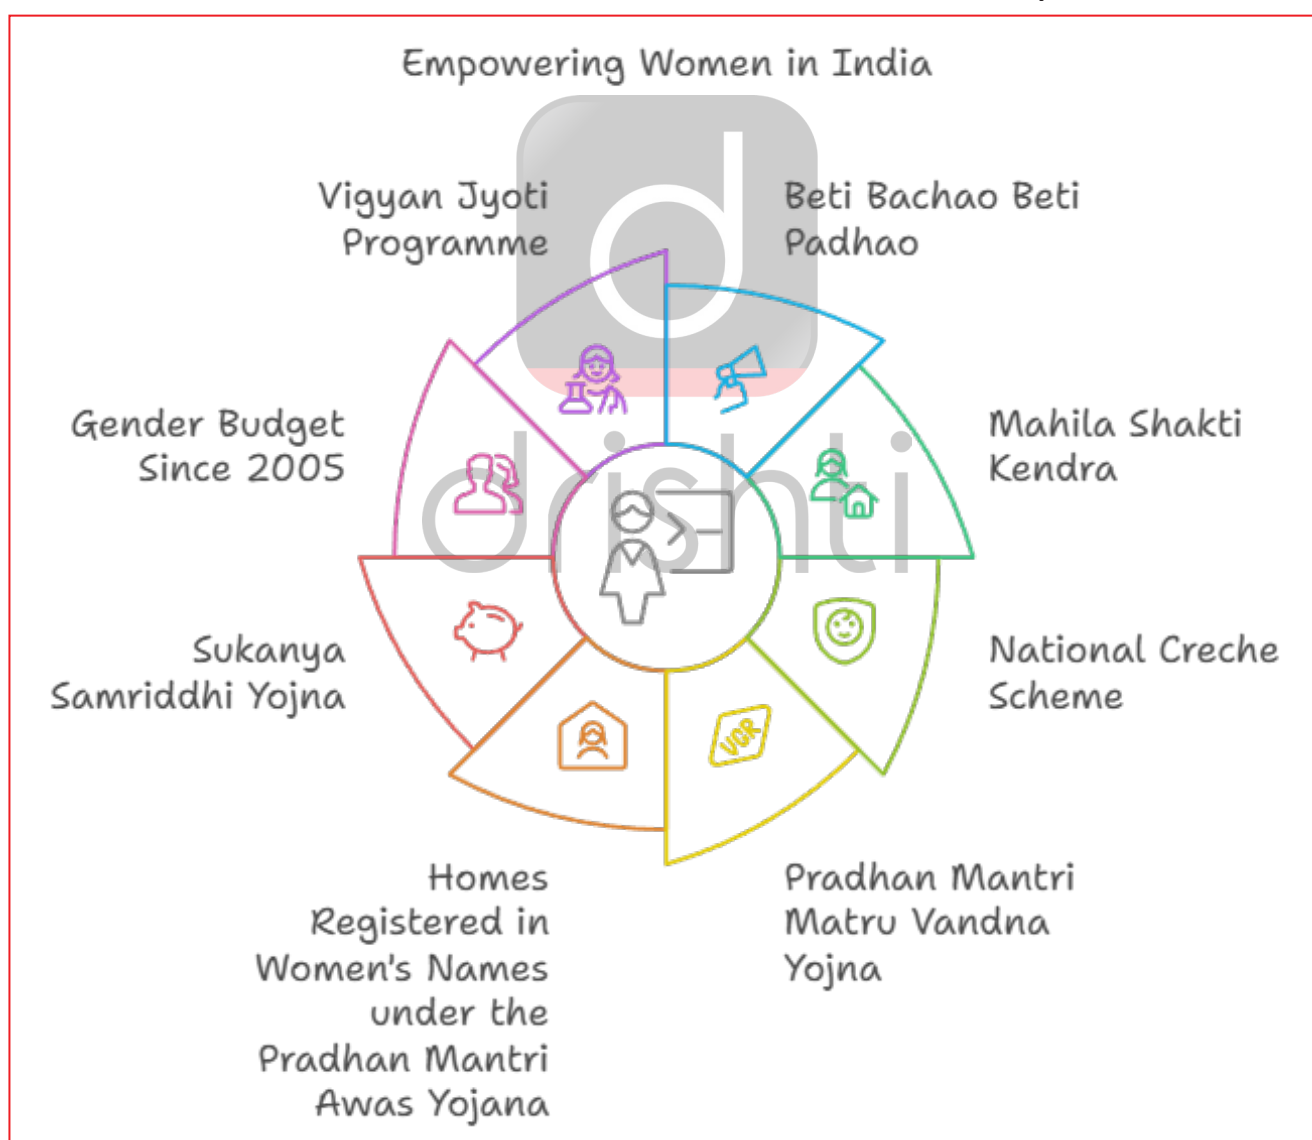 Empowering Women in India
Vigyan Jyoti
Programme
Beti Bachao Beti
Padhao
Gender Budget
Since 2005
Mahila Shakti
Kendra
drishti
Sukanya
Samriddhi Yojna
National Creche
Scheme
VCR
Homes
Registered in
Women's Names
under the
Pradhan Mantri
Awas Yojana
Pradhan Mantri
Matru Vandna
Yojna